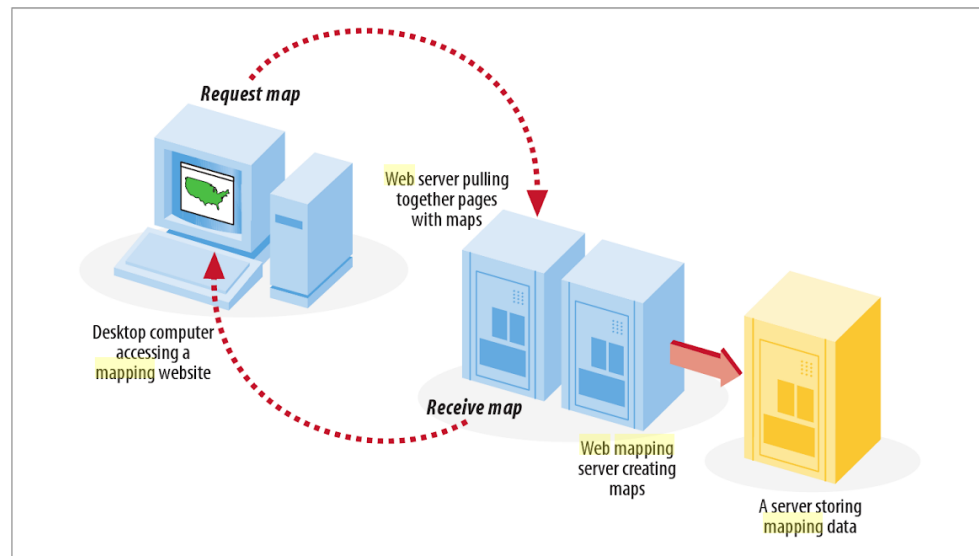 Request map
Web server pulling
together pages
with maps
Desktop computer
accessing a
mapping website
Receive map
Web mapping
server creating
maps
A server storing
mapping data